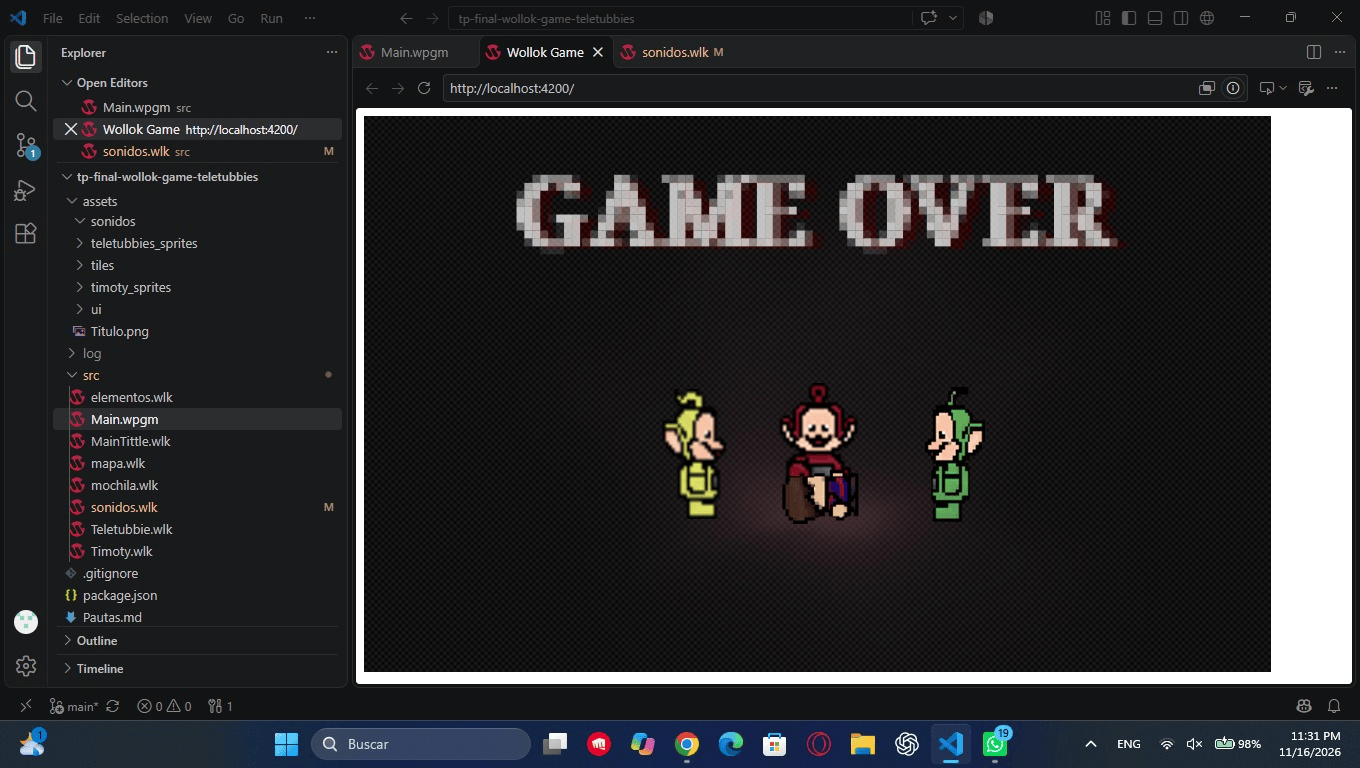 File Edit Selection View Go Run ··· tp-final-wollok-game-teletubbies
Explorer ···
Main.wpgm Wollok Game sonidos.wlk M ···
Open Editors
Main.wpgm src
Wollok Game http://localhost:4200/
sonidos.wlk src M
1
tp-final-wollok-game-teletubbies
assets
sonidos
teletubbies_sprites
tiles
timoty_sprites
ui
Titulo.png
log
src
elementos.wlk
Main.wpgm
MainTittle.wlk
mapa.wlk
mochila.wlk
sonidos.wlk M
Teletubbie.wlk
Timoty.wlk
.gitignore
package.json
Pautas.md
Outline
Timeline
http://localhost:4200/ ···
GAME OVER
main* 0 0 1
1
Buscar
19
ENG
98%
11:31 PM
11/16/2026